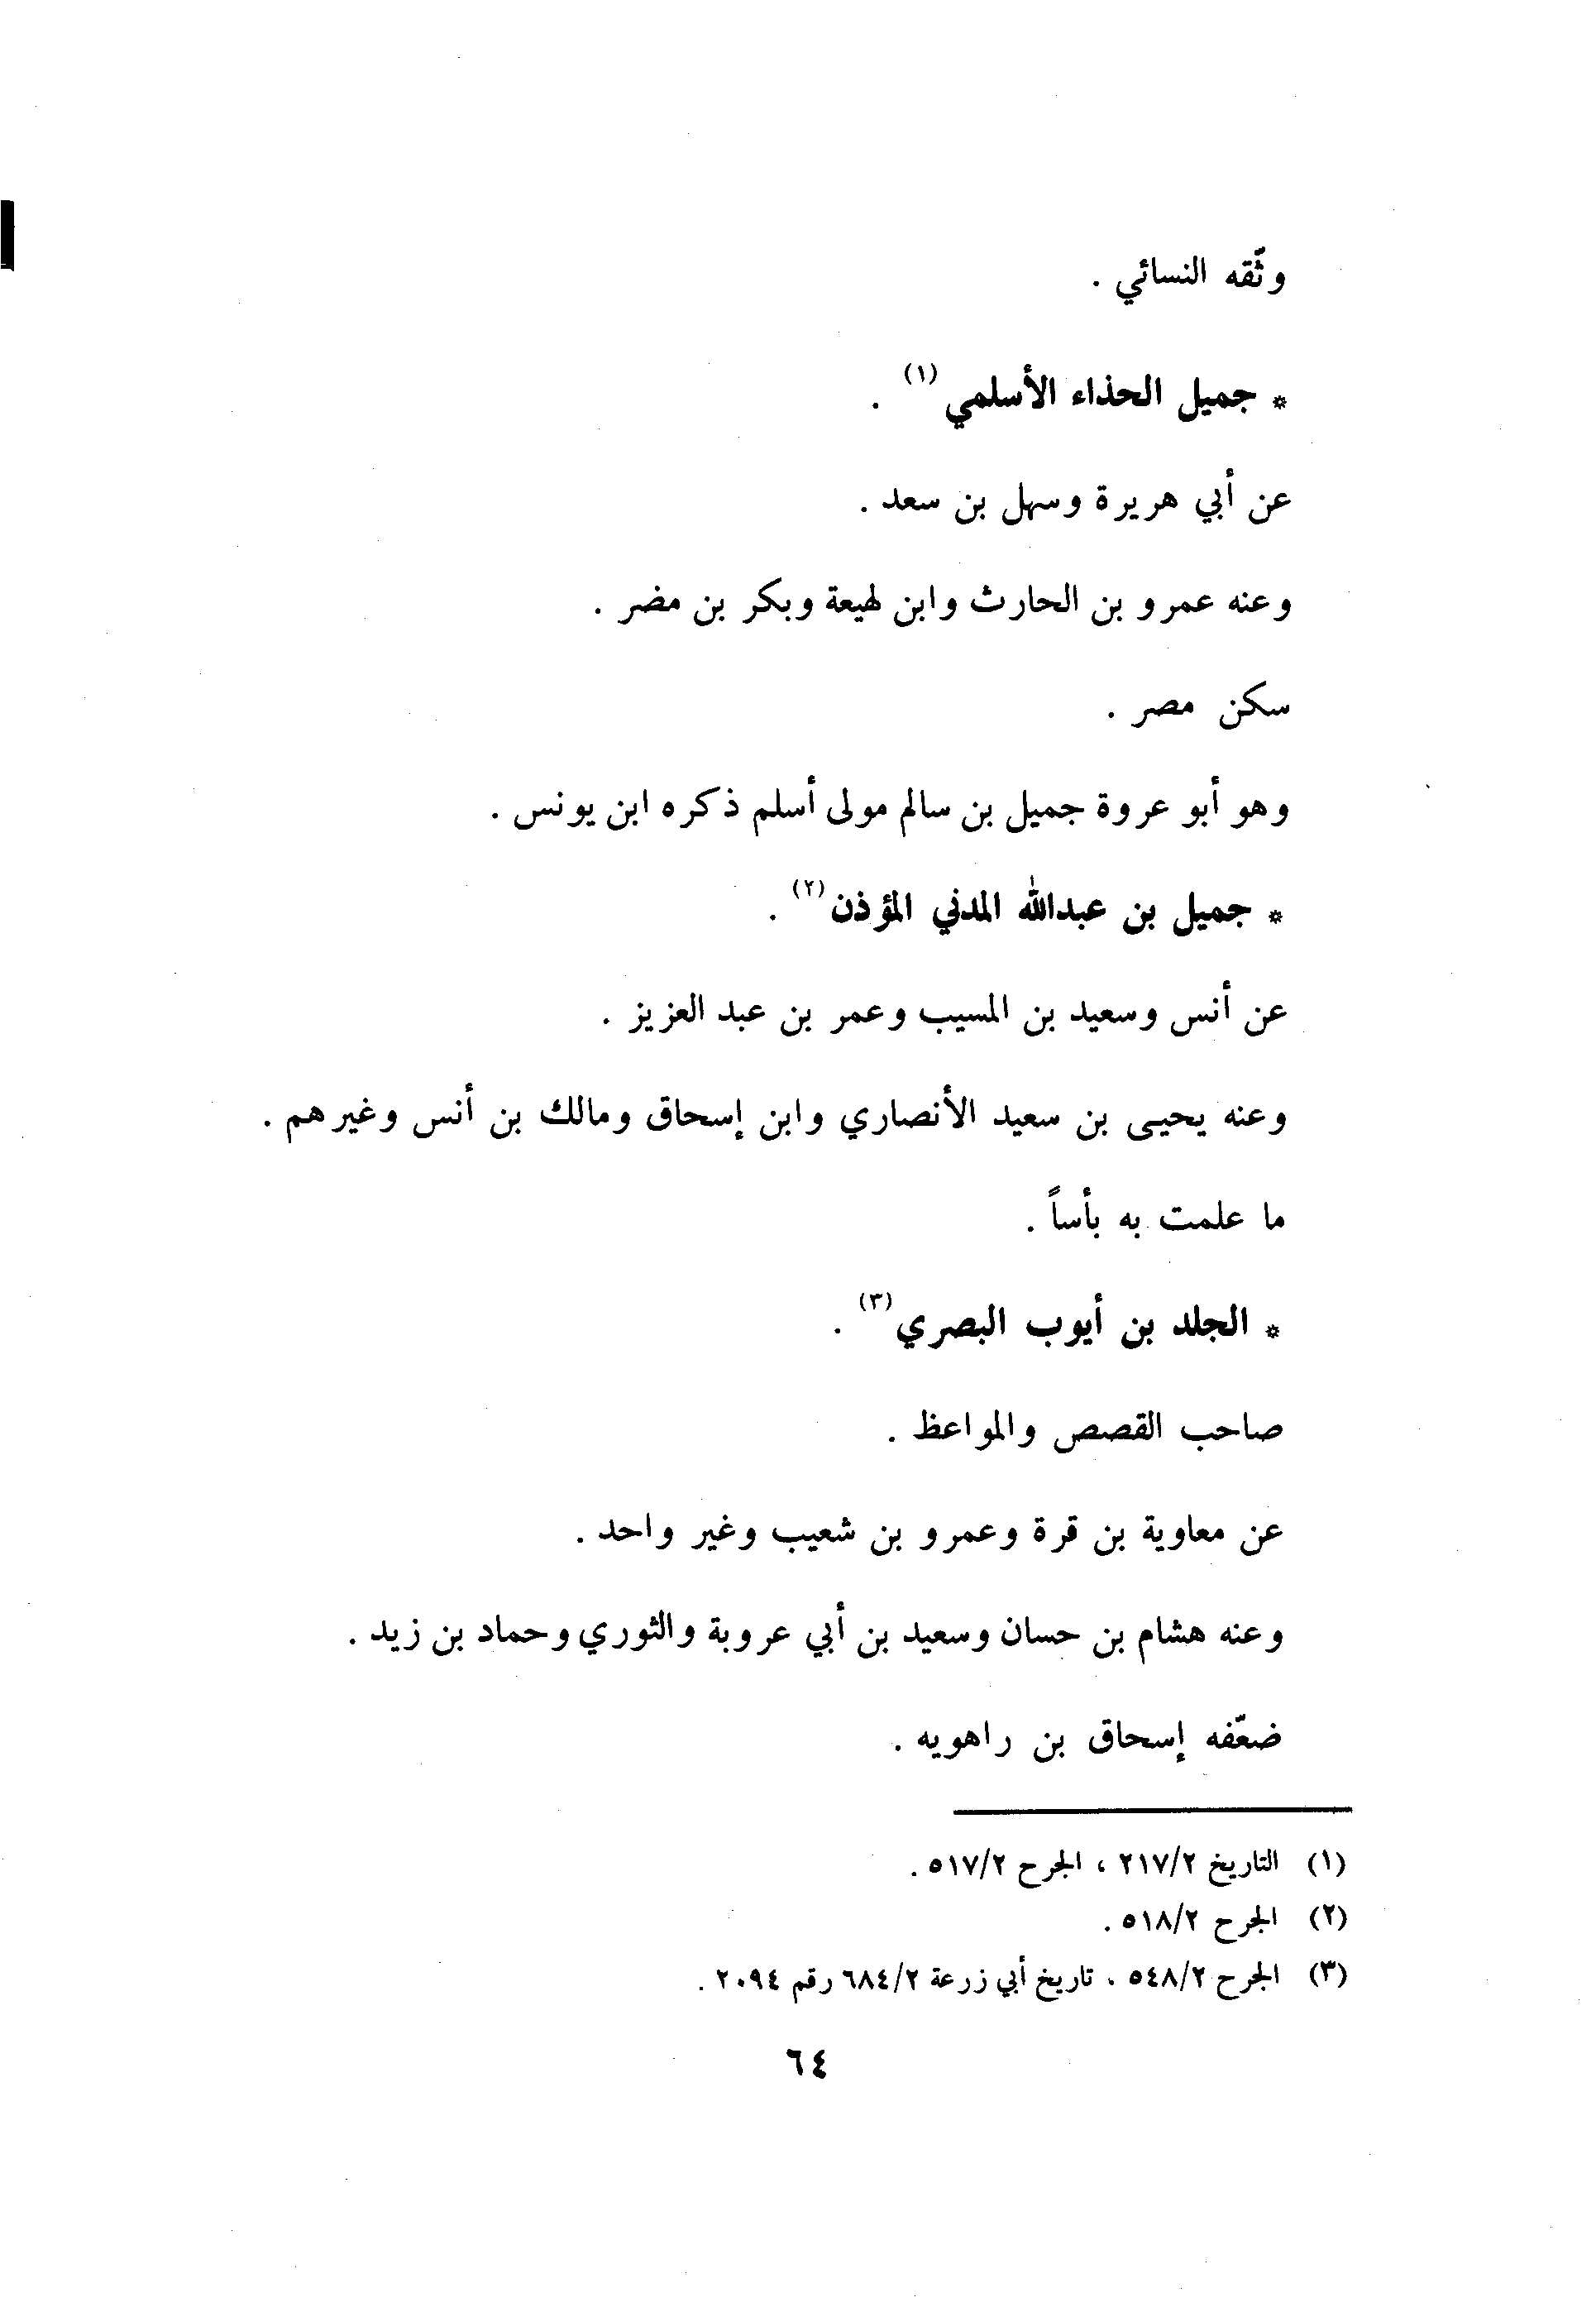 وثّقه النسائي .
* جميل الحذاء الأسلمي (١) .
عن أبي هريرة وسهل بن سعد .
وعنه عمرو بن الحارث وابن لهيعة وبكر بن مضر .
سكن مصر .
وهو أبو عروة جميل بن سالم مولى أسلم ذكره ابن يونس .
* جميل بن عبدالله المدني المؤذن (٢) .
عن أنس وسعيد بن المسيب وعمر بن عبد العزيز .
وعنه يحيى بن سعيد الأنصاري وابن إسحاق ومالك بن أنس وغيرهم .
ما علمت به بأساً .
* الجلد بن أيوب البصري (٣) .
صاحب القصص والمواعظ .
عن معاوية بن قرة وعمرو بن شعيب وغير واحد .
وعنه هشام بن حسان وسعيد بن أبي عروبة والثوري وحماد بن زيد .
ضعّفه إسحاق بن راهويه .
(١) التاريخ ٢١٧/٢ ، الجرح ٥١٧/٢ .
(٢) الجرح ٥١٨/٢ .
(٣) الجرح ٥٤٨/٢ ، تاريخ أبي زرعة ٦٨٤/٢ رقم ٢٠٩٤ .
٦٤